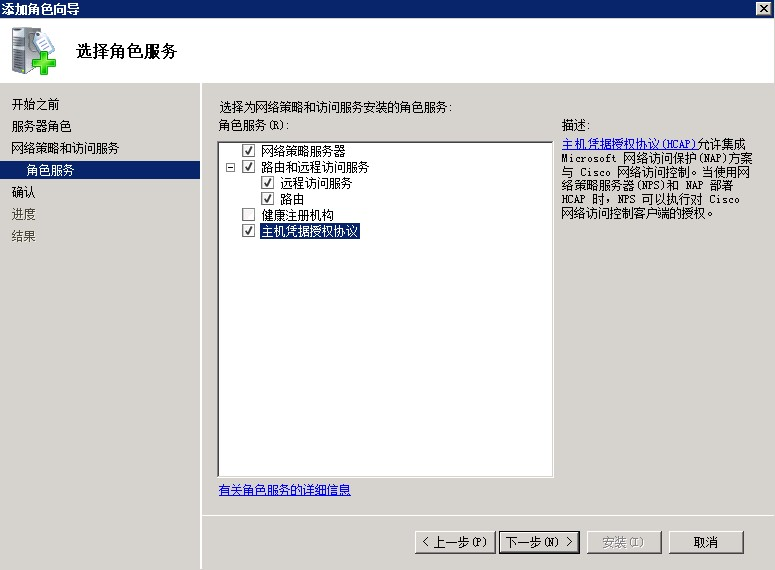 添加角色向导
选择角色服务
开始之前
服务器角色
网络策略和访问服务
角色服务
确认
进度
结果
选择为网络策略和访问服务安装的角色服务:
角色服务(R):
网络策略服务器
路由和远程访问服务
远程访问服务
路由
健康注册机构
主机凭据授权协议
有关角色服务的详细信息
描述:
主机凭据授权协议(HCAP)允许集成
Microsoft 网络访问保护(NAP)方案
与 Cisco 网络访问控制。当使用网
络策略服务器(NPS)和 NAP 部署
HCAP 时，NPS 可以执行对 Cisco
网络访问控制客户端的授权。
< 上一步(P)
下一步(N) >
安装(I)
取消